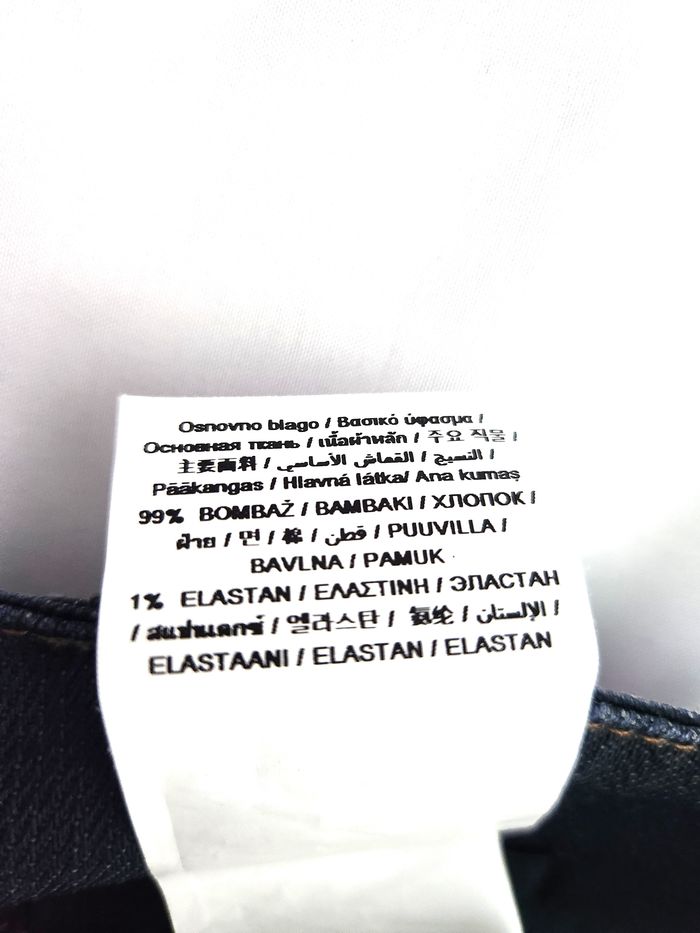 Osnovno blago / Βασικό ύφασμα /
Основная ткань / เนื้อผ้าหลัก / 주요 직물 /
主要面料 / النسيج / القماش الأساسي /
Pääkangas / Hlavná látka/ Ana kumaş
99% BOMBAŽ / BAMBAKI / ХЛОПОК /
ฝ้าย / 면 / 棉 / قطن / PUUVILLA /
BAVLNA / PAMUK
1% ELASTAN / ΕΛΑΣΤΙΝΗ / ЭЛАСТАН
/ สแปนเดกซ์ / 엘라스탄 / 氨纶 / الإلستان /
ELASTAANI / ELASTAN / ELASTAN